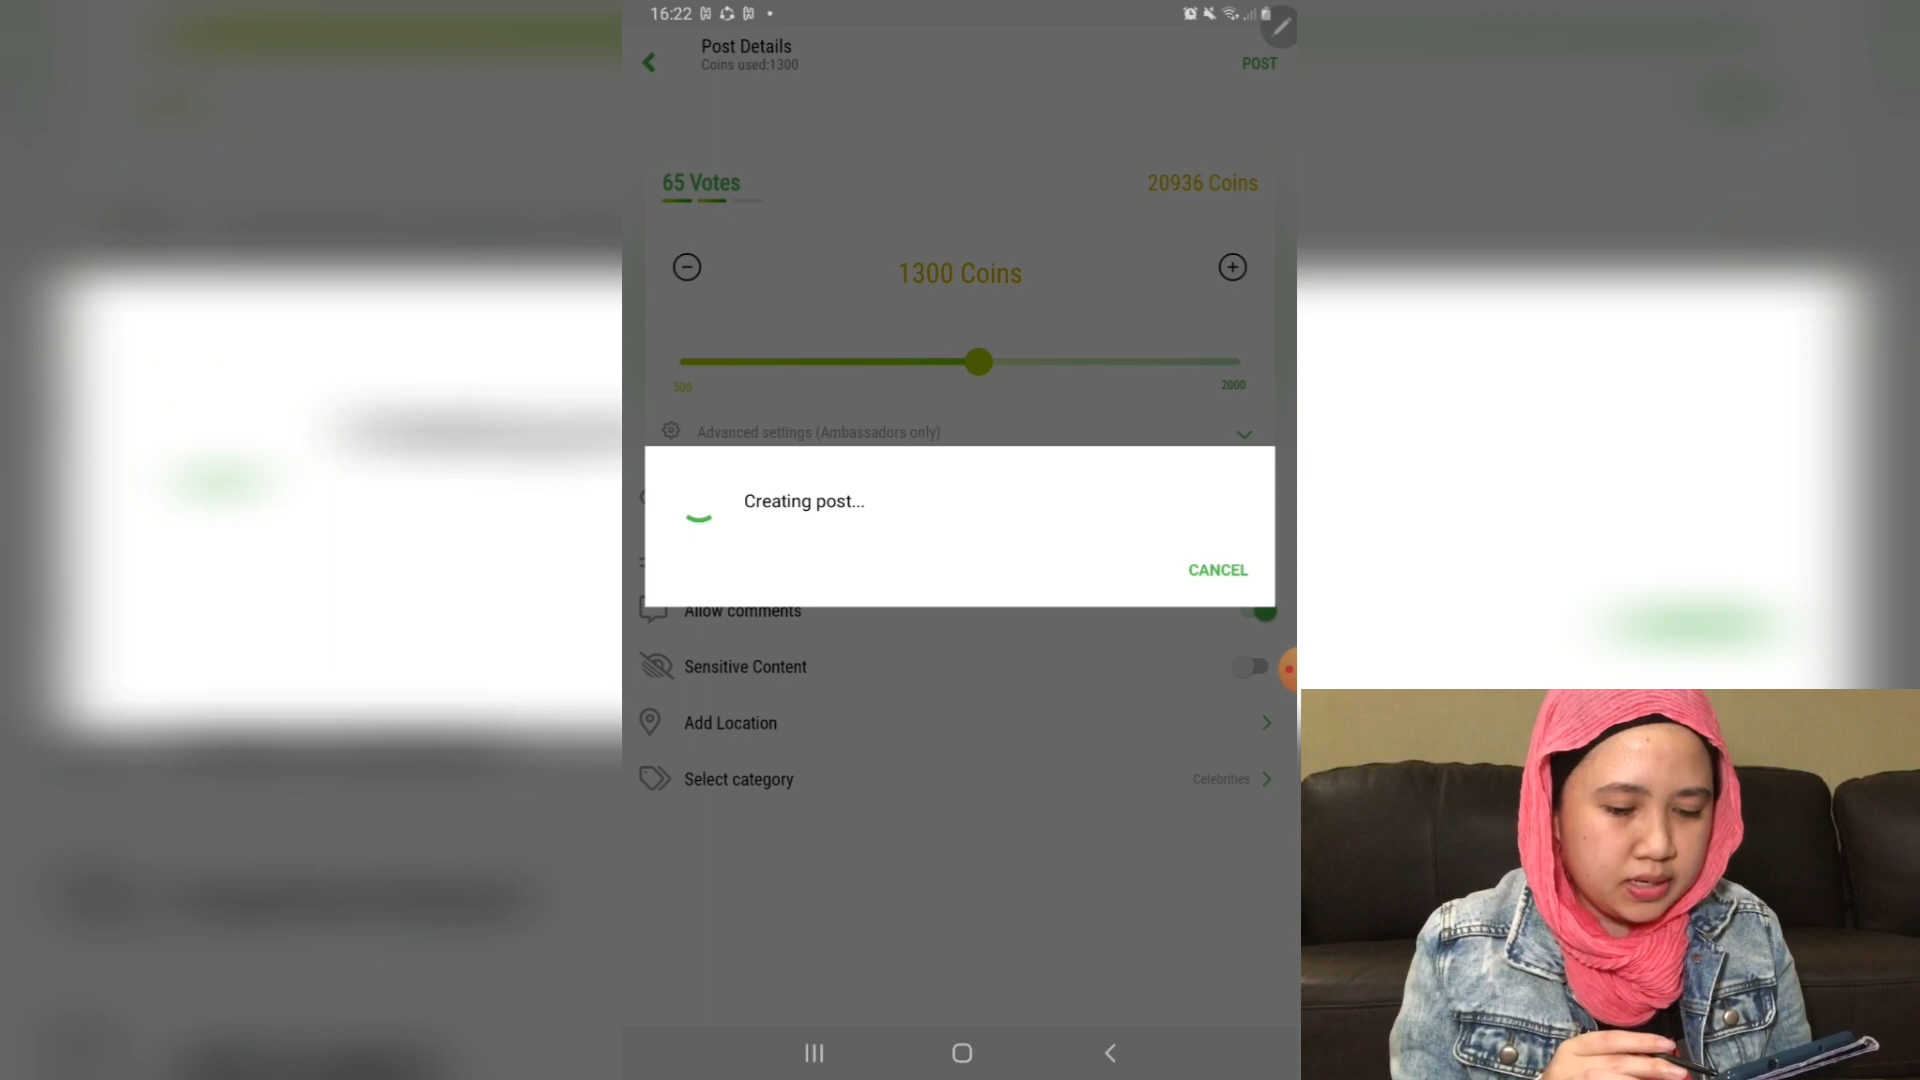 16:22
Post Details
Coins used:1300
POST
65 Votes
20936 Coins
1300 Coins
500
2000
Advanced settings (Ambassadors only)
Creating post...
CANCEL
Allow comments
Sensitive Content
Add Location
Select category
Celebrities